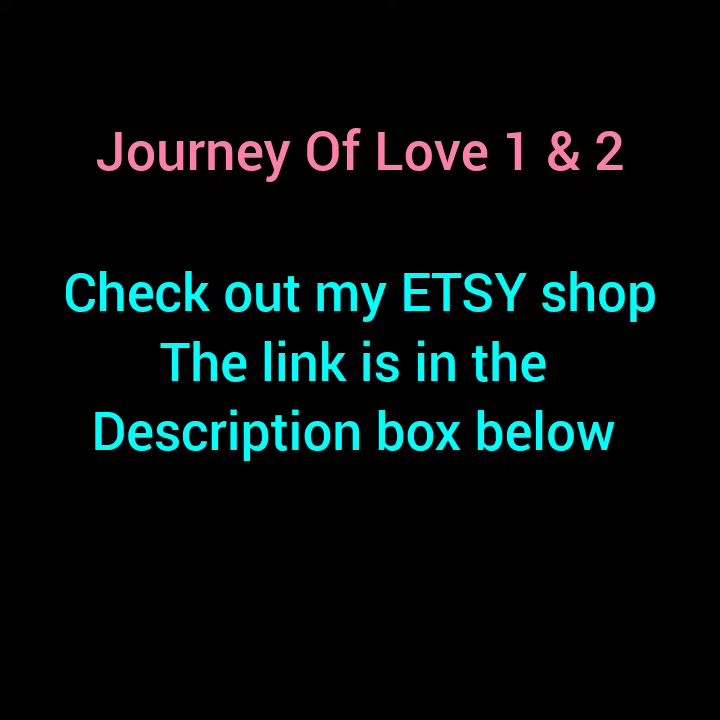 Journey Of Love 1 & 2
Check out my ETSY shop
The link is in the
Description box below